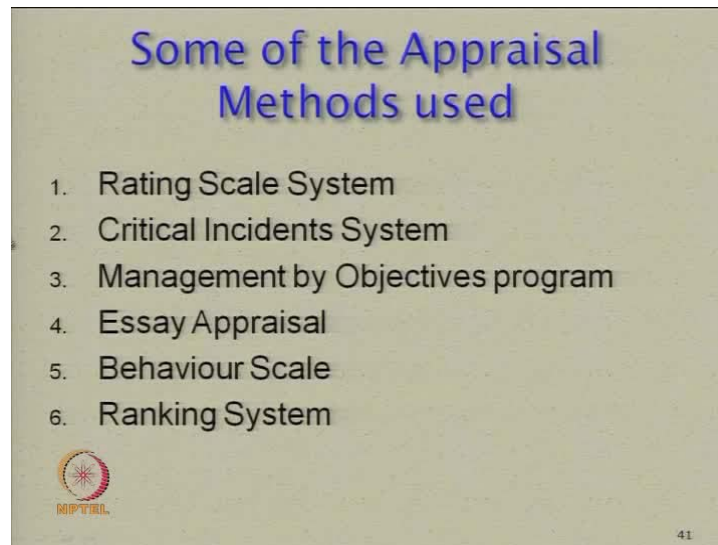 Some of the Appraisal
Methods used
1. Rating Scale System
2. Critical Incidents System
3. Management by Objectives program
4. Essay Appraisal
5. Behaviour Scale
6. Ranking System
NPTEL
41